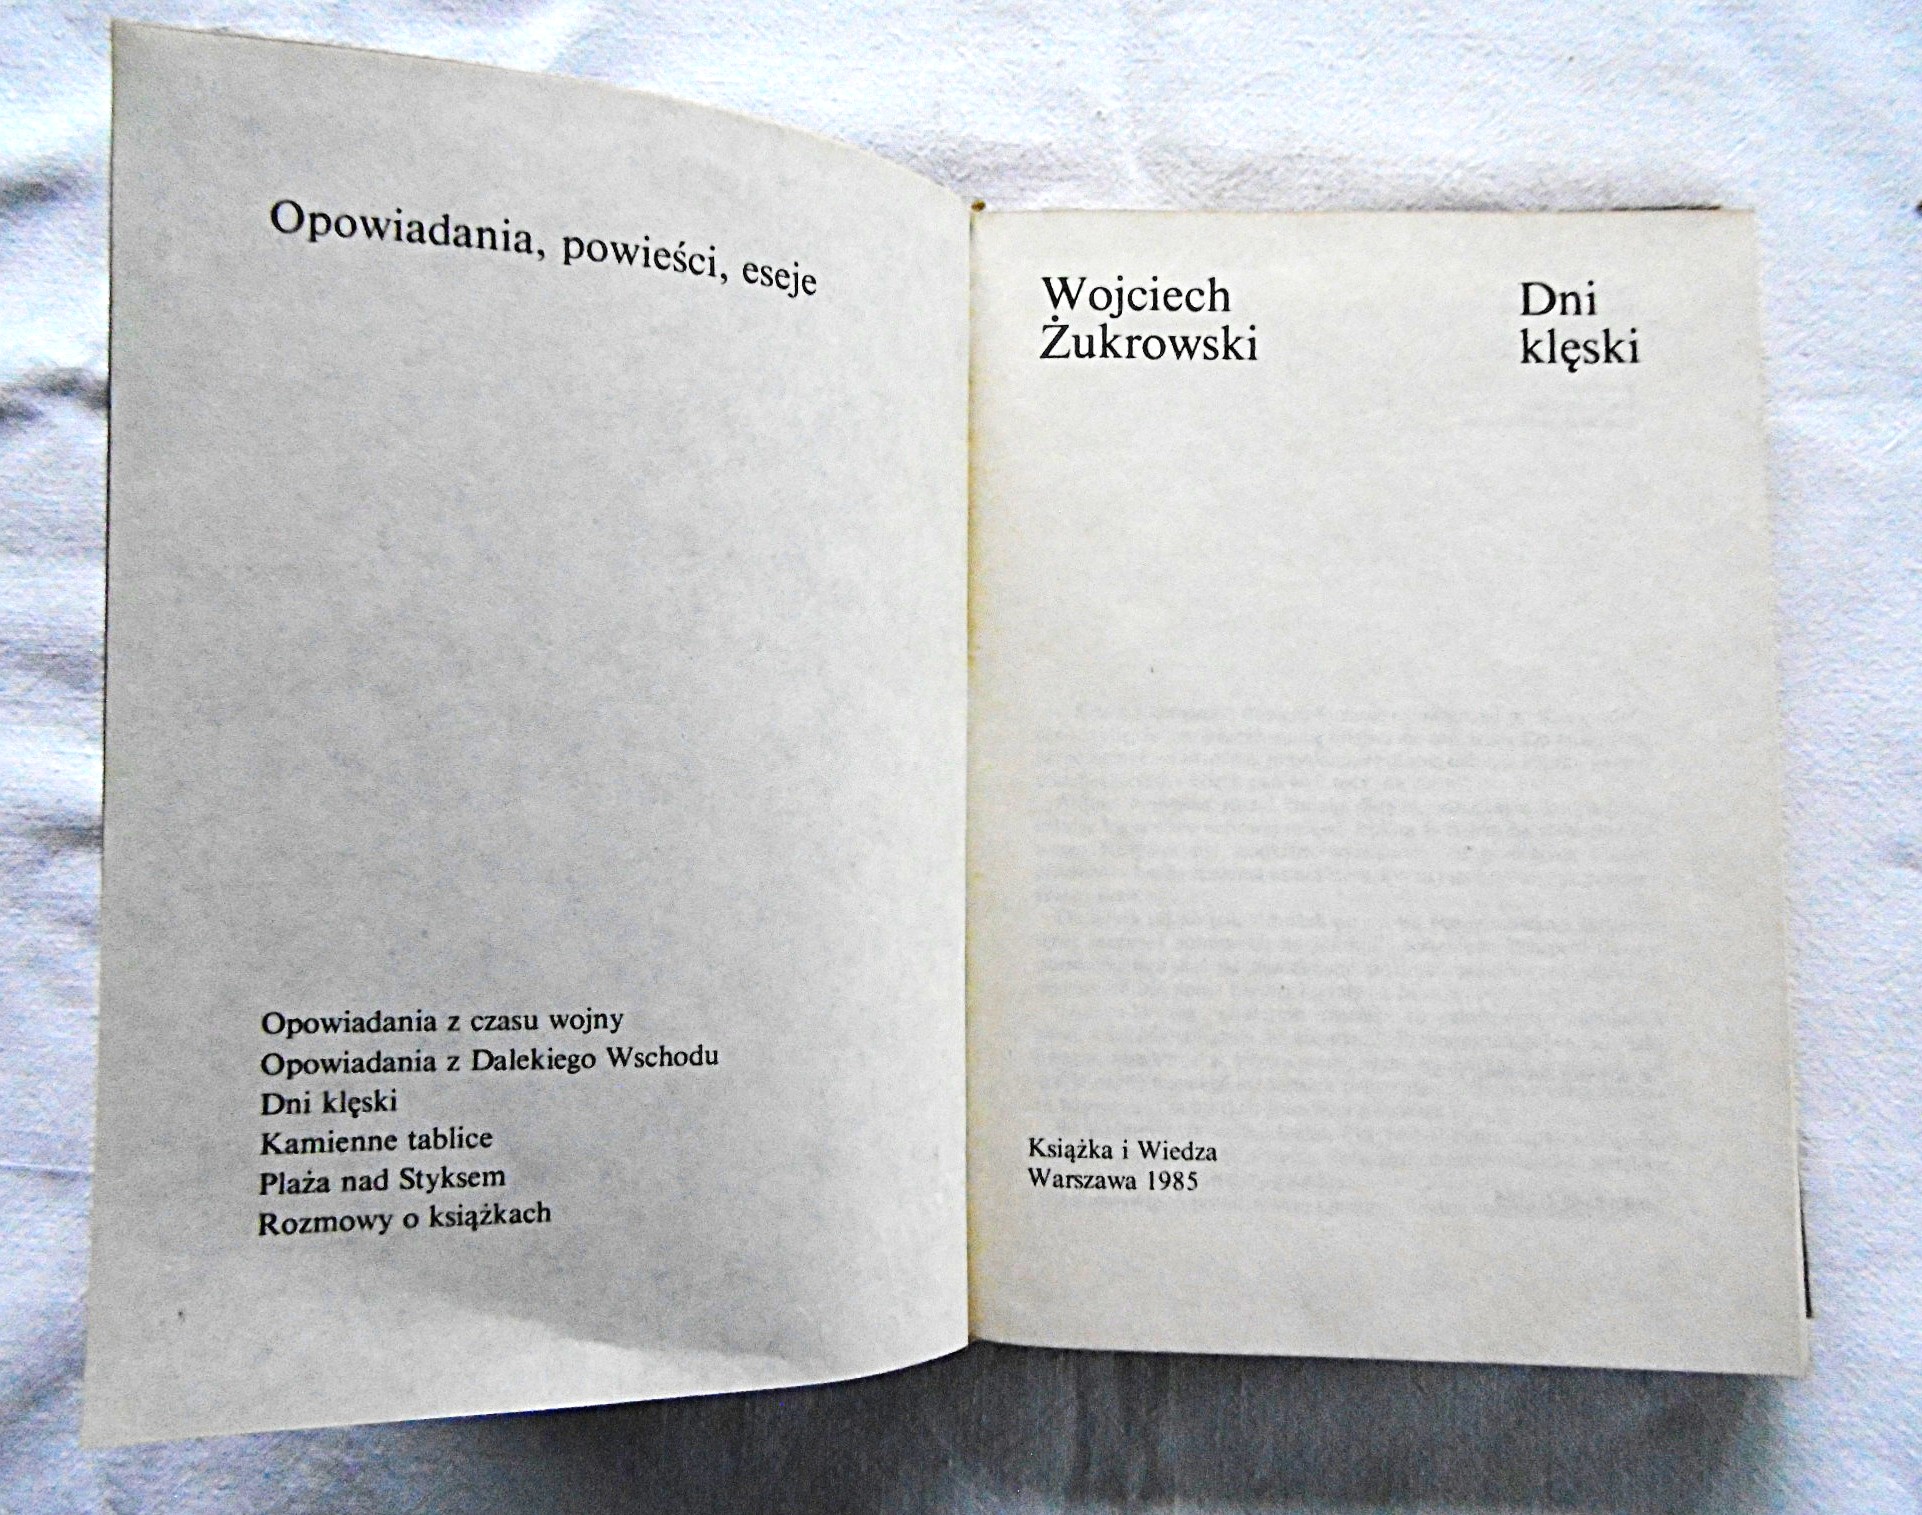 Opowiadania, powieści, eseje
Opowiadania z czasu wojny
Opowiadania z Dalekiego Wschodu
Dni klęski
Kamienne tablice
Plaża nad Styksem
Rozmowy o książkach
Wojciech
Żukrowski
Dni
klęski
Książka i Wiedza
Warszawa 1985